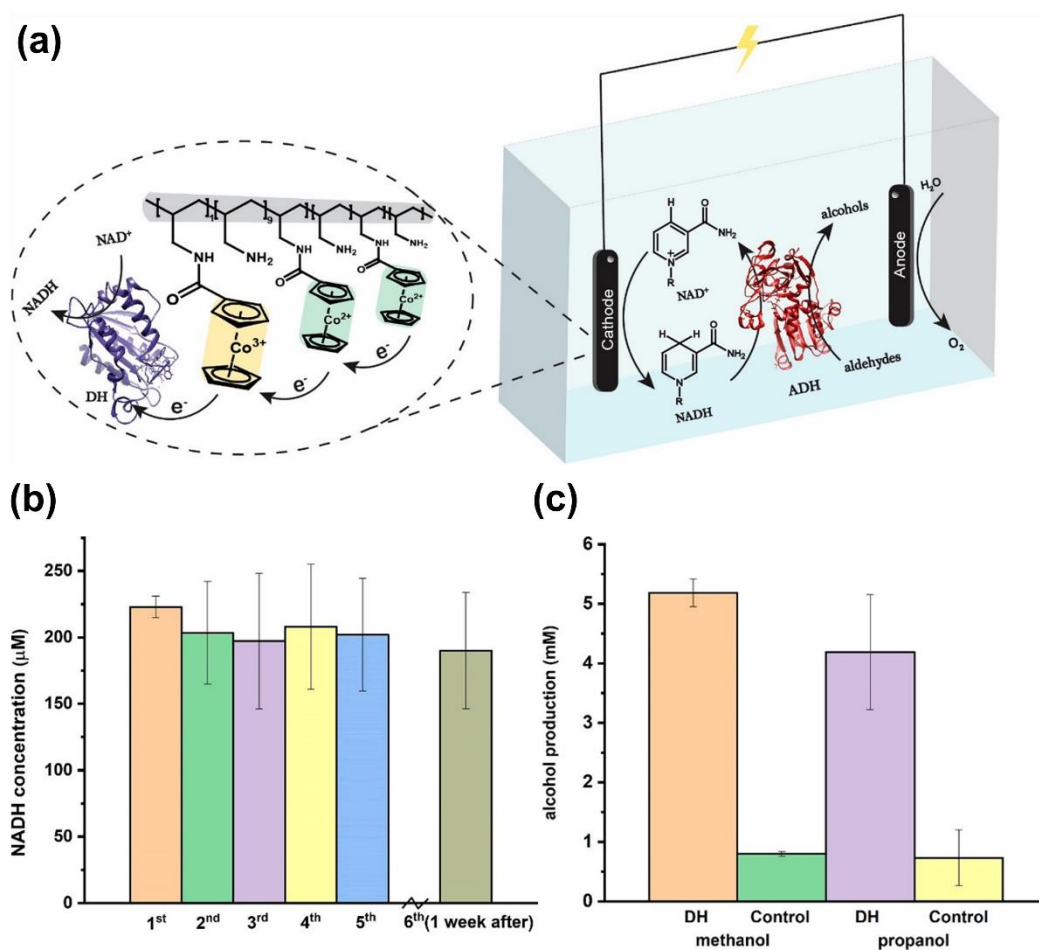 (a)
NAD⁺
NADH
DH
NH
O
NH₂
]₁
]₉
NH
O
NH₂
NH
O
NH₂
Co³⁺
Co²⁺
Co²⁺
e⁻
e⁻
e⁻
Cathode
H
O
NH₂
N
+
R
NAD⁺
H H
O
NH₂
N
R
NADH
alcohols
aldehydes
ADH
Anode
H₂O
O₂
(b)
NADH concentration (µM)
250
200
150
100
50
0
1st 2nd 3rd 4th 5th 6th (1 week after)
(c)
alcohol production (mM)
6
5
4
3
2
1
0
DH Control DH Control
methanol propanol